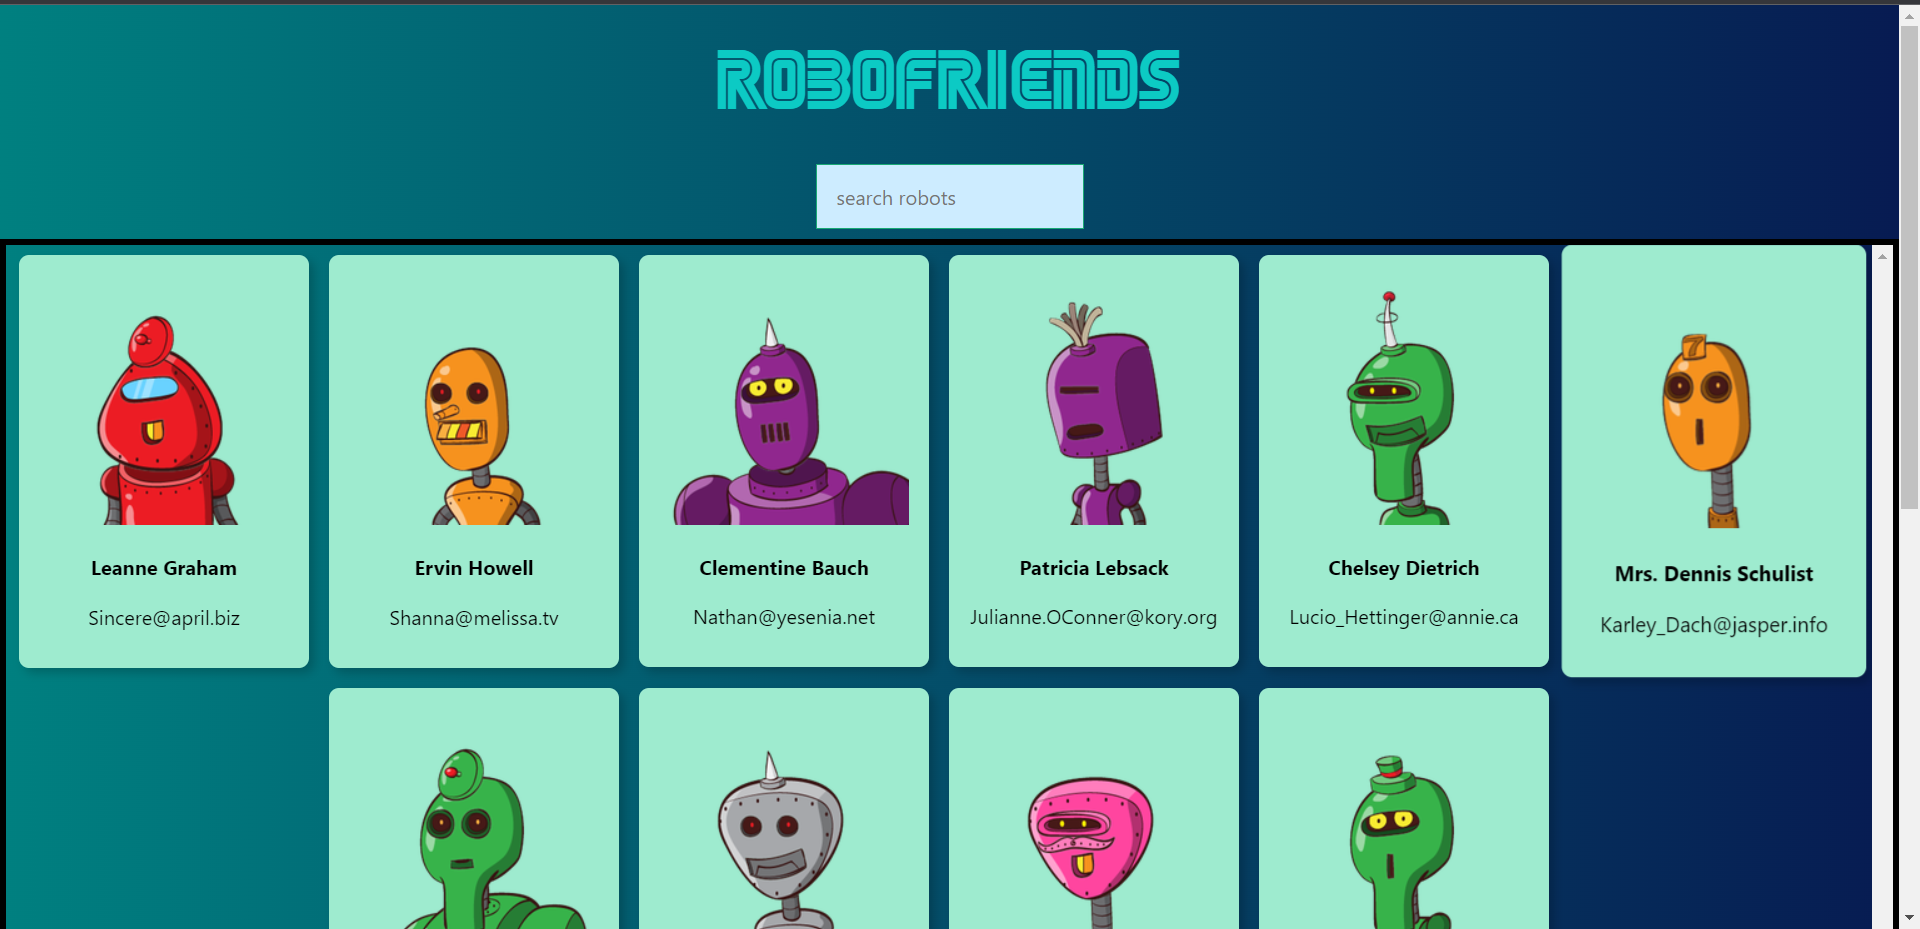 ROBOFRIENDS
search robots
7
Leanne Graham
Sincere@april.biz
Ervin Howell
Shanna@melissa.tv
Clementine Bauch
Nathan@yesenia.net
Patricia Lebsack
Julianne.OConner@kory.org
Chelsey Dietrich
Lucio_Hettinger@annie.ca
Mrs. Dennis Schulist
Karley_Dach@jasper.info